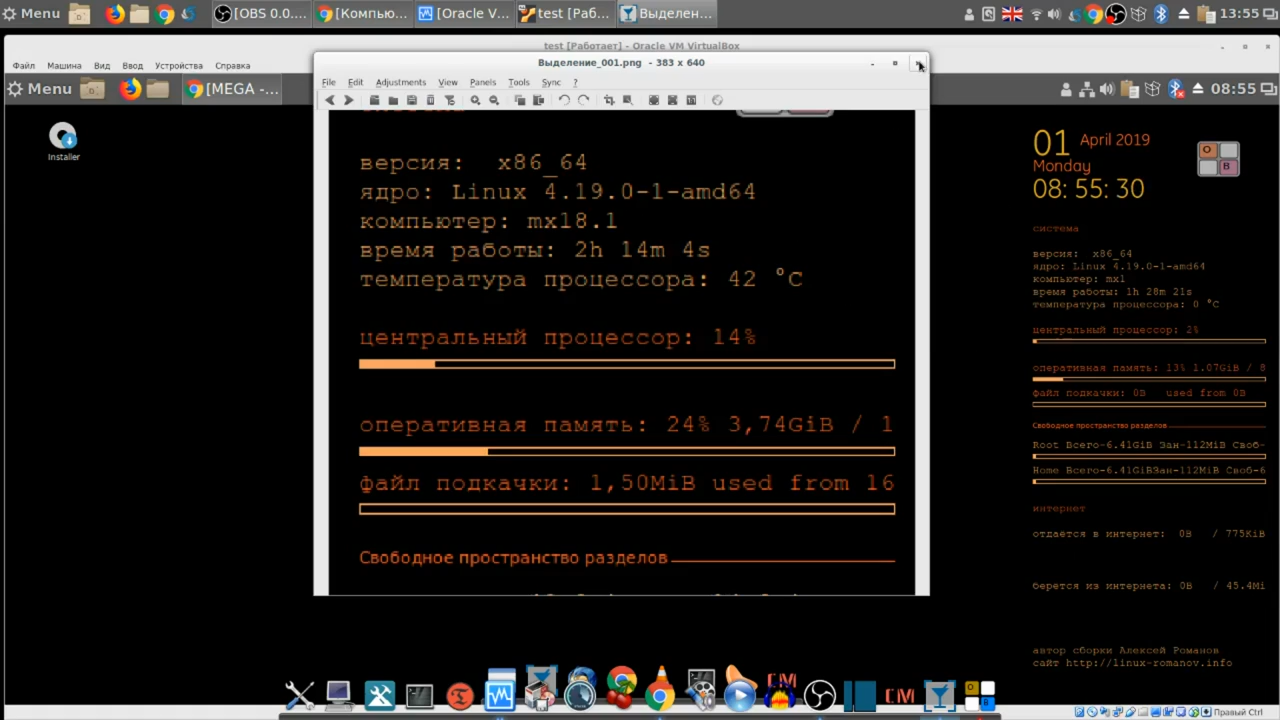 Menu
[OBS 0.0....
[Компью...
[Oracle V...
test [Раб...
Выделен...
13:55
test [Работает] - Oracle VM VirtualBox
Файл Машина Вид Ввод Устройства Справка
Menu
[MEGA -...
08:55
Выделение_001.png - 383 x 640
File Edit Adjustments View Panels Tools Sync ?
Installer
версия: x86_64
ядро: Linux 4.19.0-1-amd64
компьютер: mx18.1
время работы: 2h 14m 4s
температура процессора: 42 °C
центральный процессор: 14%
оперативная память: 24% 3,74GiB / 1
файл подкачки: 1,50MiB used from 16
Свободное пространство разделов
01 April 2019
Monday
08: 55: 30
O
B
система
версия: x86_64
ядро: Linux 4.19.0-1-amd64
компьютер: mx1
время работы: 1h 28m 21s
температура процессора: 0 °C
центральный процессор: 2%
оперативная память: 13% 1.07GiB / 8
файл подкачки: 0B used from 0B
Свободное пространство разделов
Root Всего-6.41GiB Зан-112MiB Своб-
Home Всего-6.41GiBЗан-112MiB Своб-6
интернет
отдаётся в интернет: 0B / 775KiB
берется из интернета: 0B / 45.4Mi
автор сборки Алексей Романов
сайт http://linux-romanov.info
CM
CM
O
B
Правый Ctrl